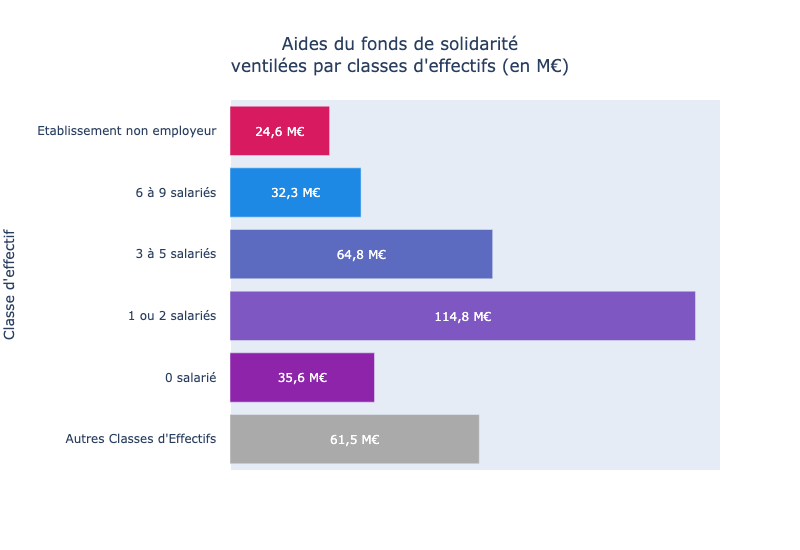 Aides du fonds de solidarité
ventilées par classes d'effectifs (en M€)
Classe d'effectif
Etablissement non employeur
24,6 M€
6 à 9 salariés
32,3 M€
3 à 5 salariés
64,8 M€
1 ou 2 salariés
114,8 M€
0 salarié
35,6 M€
Autres Classes d'Effectifs
61,5 M€